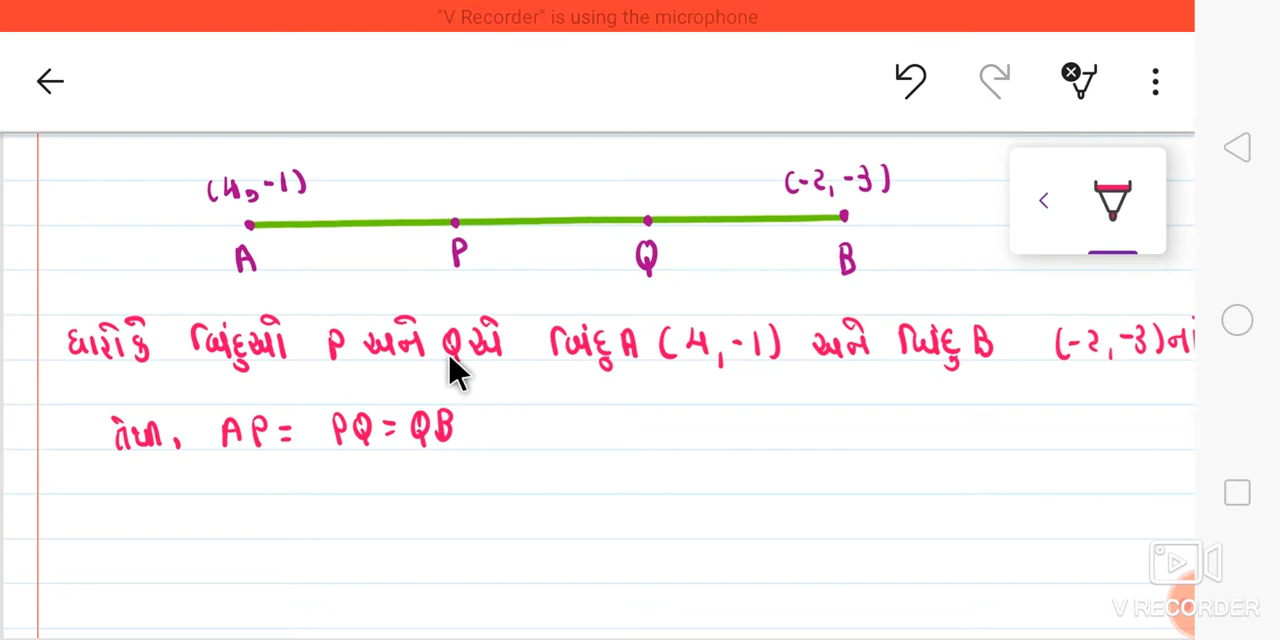 "V Recorder" is using the microphone
(4, -1) (-2, -3)
A P Q B
ધારોકે બિંદુઓ P અને Q એ બિંદુ A (4, -1) અને બિંદુ B (-2, -3)ના
તેથી, AP = PQ = QB
V RECORDER